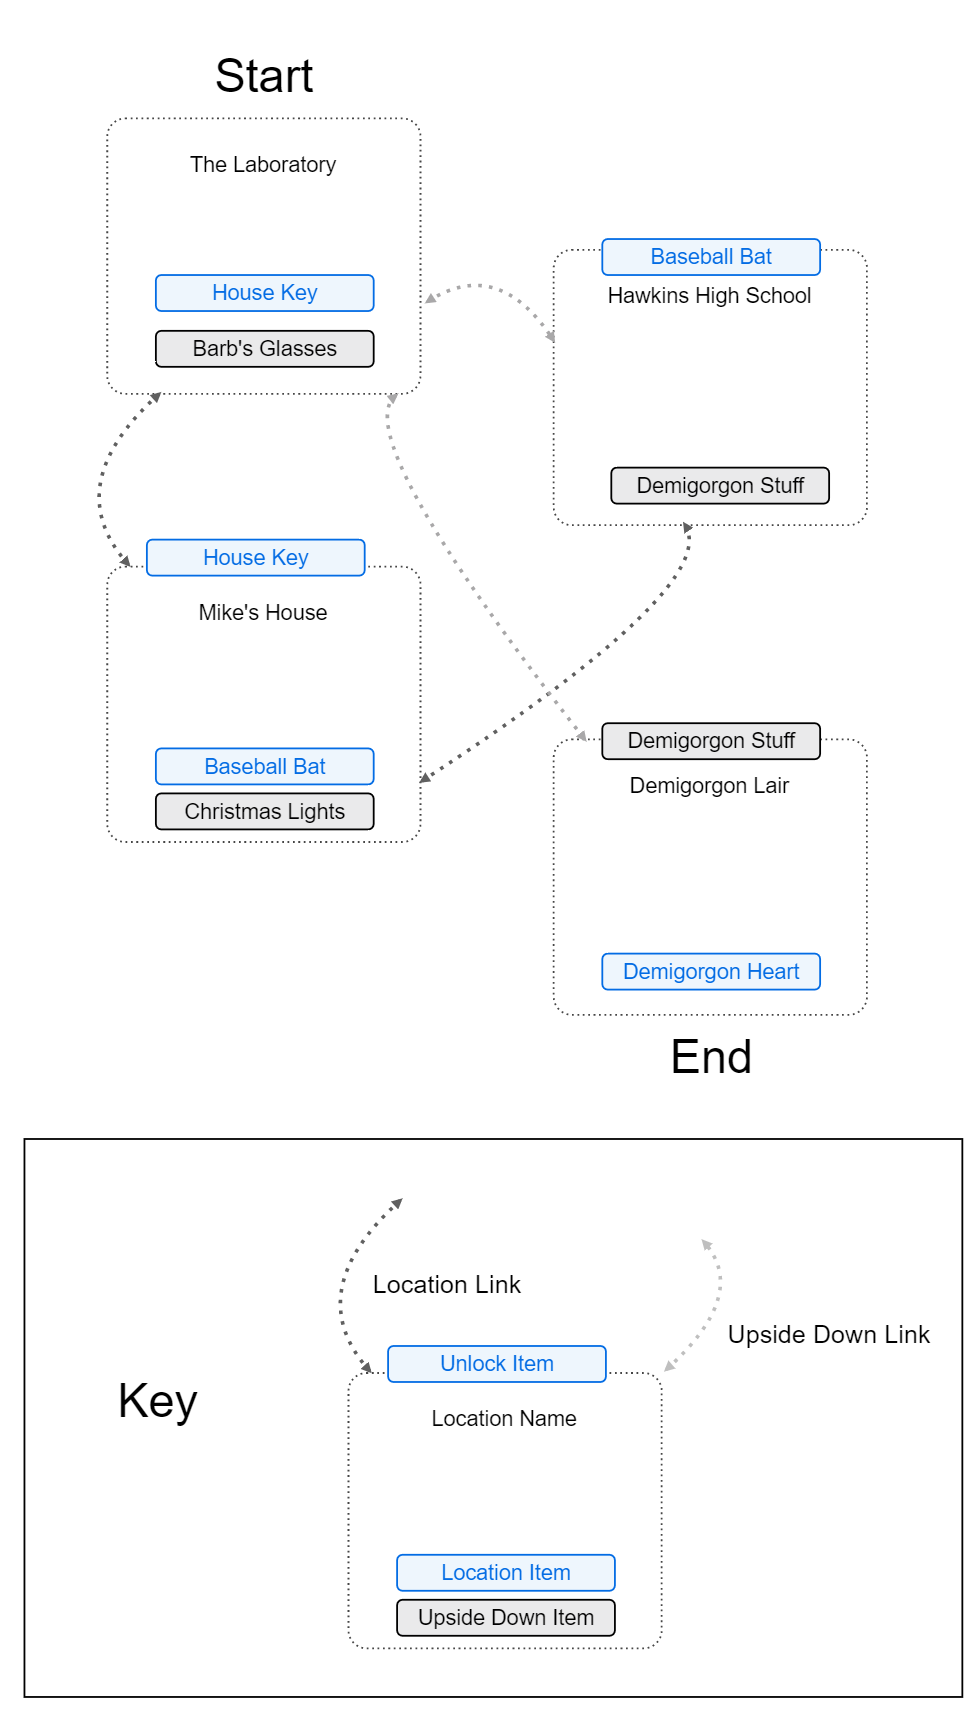 Start
The Laboratory
House Key
Barb's Glasses
Baseball Bat
Hawkins High School
Demigorgon Stuff
House Key
Mike's House
Baseball Bat
Christmas Lights
Demigorgon Stuff
Demigorgon Lair
Demigorgon Heart
End
Key
Location Link
Upside Down Link
Unlock Item
Location Name
Location Item
Upside Down Item